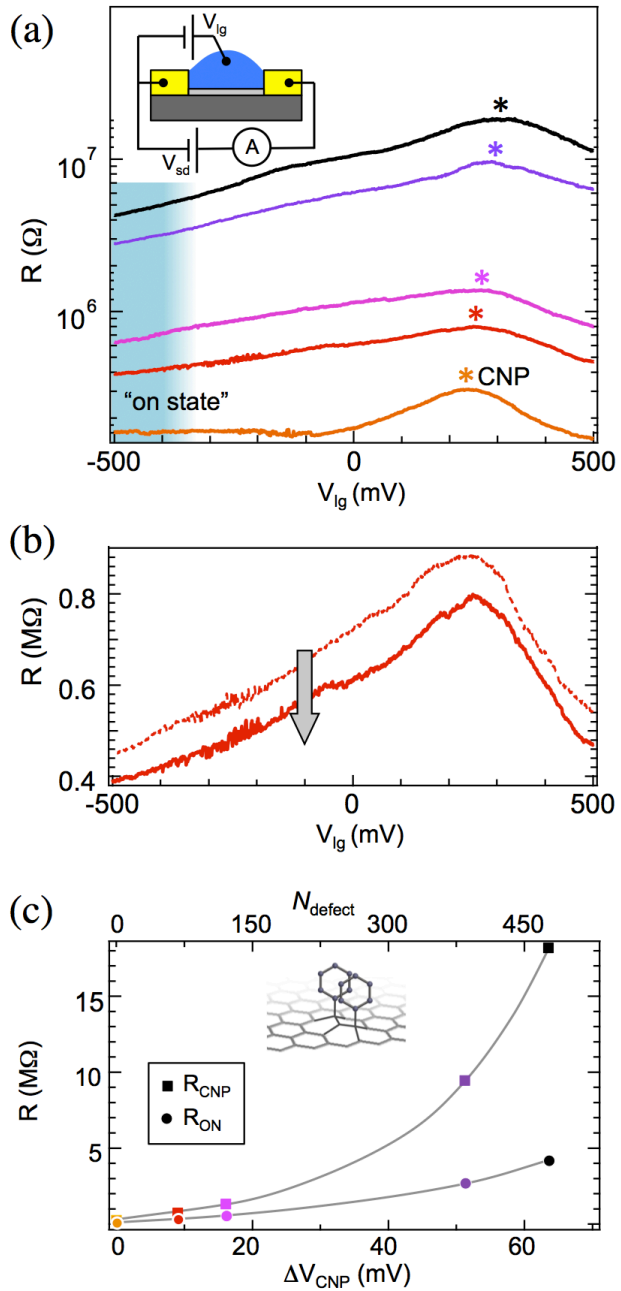 (a)
V_lg
V_sd
A
10^7
10^6
R (Ω)
* * * *
* CNP
“on state”
-500 0 500
V_lg (mV)
(b)
0.8
0.6
0.4
R (MΩ)
-500 0 500
V_lg (mV)
(c)
N_defect
0 150 300 450
15
10
5
R (MΩ)
R_CNP
R_ON
0 20 40 60
ΔV_CNP (mV)